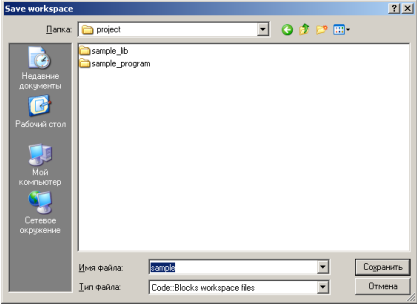 Save workspace
Папка:
project
sample_lib
sample_program
Недавние
документы
Рабочий стол
Мой
компьютер
Сетевое
окружение
Имя файла:
sample
Сохранить
Тип файла:
Code::Blocks workspace files
Отмена